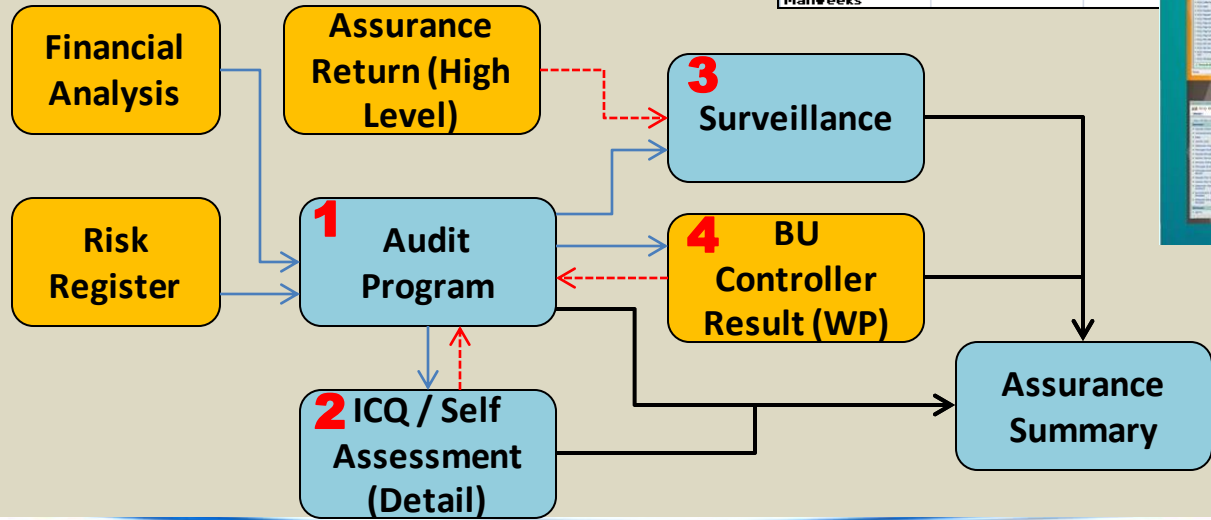 Manweeks
Financial
Analysis
Assurance
Return (High
Level)
3
Surveillance
Risk
Register
1
Audit
Program
4
BU
Controller
Result (WP)
2
ICQ / Self
Assessment
(Detail)
Assurance
Summary